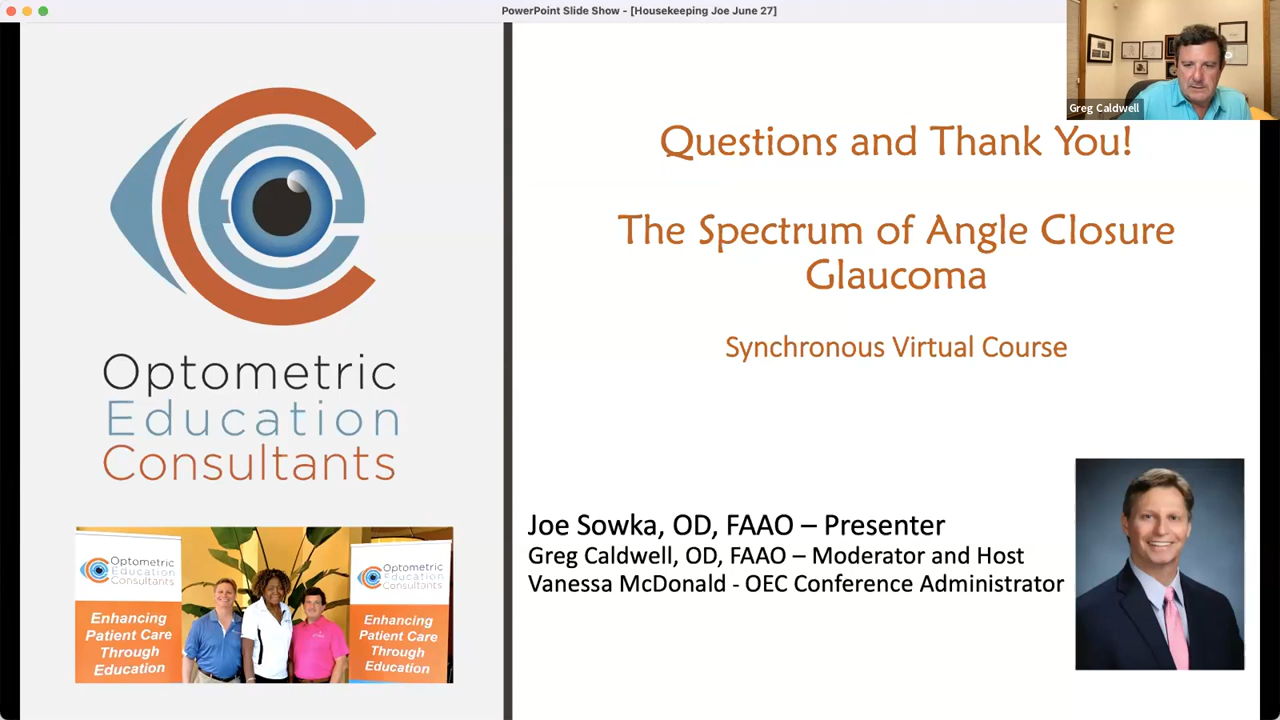 PowerPoint Slide Show - [Housekeeping Joe June 27]
Greg Caldwell
Questions and Thank You!
The Spectrum of Angle Closure
Glaucoma
Synchronous Virtual Course
Optometric
Education
Consultants
Joe Sowka, OD, FAAO – Presenter
Greg Caldwell, OD, FAAO – Moderator and Host
Vanessa McDonald - OEC Conference Administrator
Optometric
Education
Consultants
Enhancing
Patient Care
Through
Education
Optometric
Education
Consultants
Enhancing
Patient Care
Through
Education